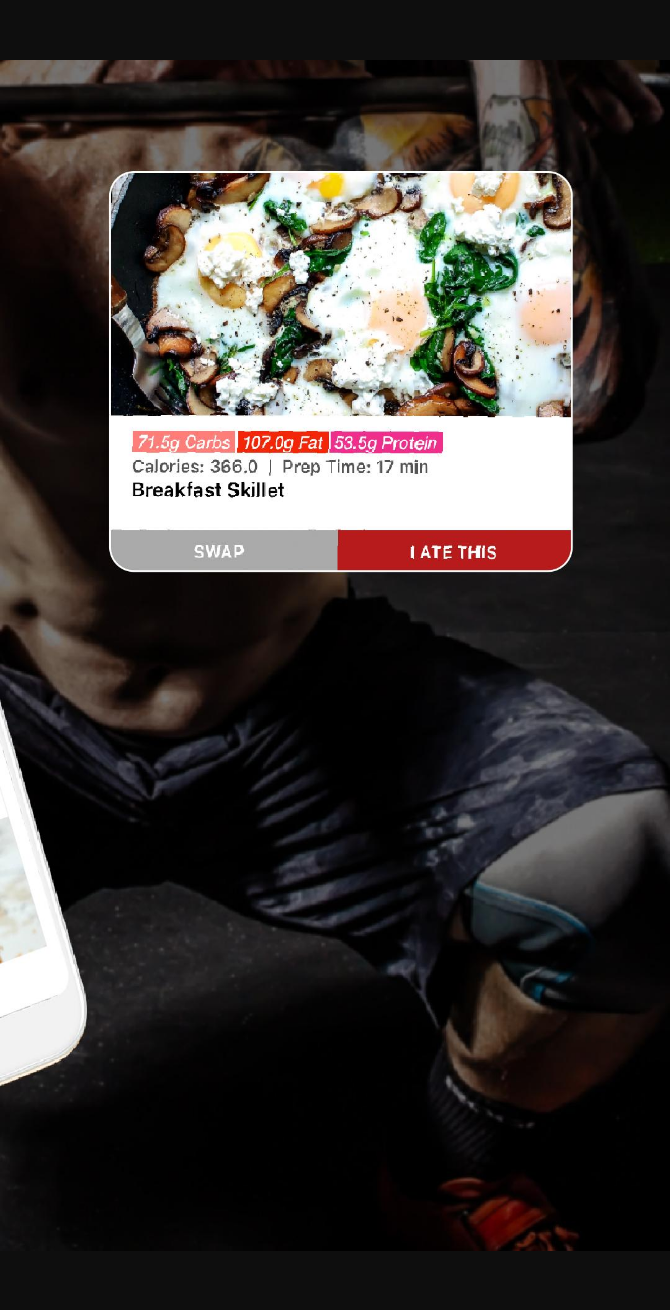 71.5g Carbs 107.0g Fat 53.5g Protein
Calories: 366.0 | Prep Time: 17 min
Breakfast Skillet
SWAP I ATE THIS